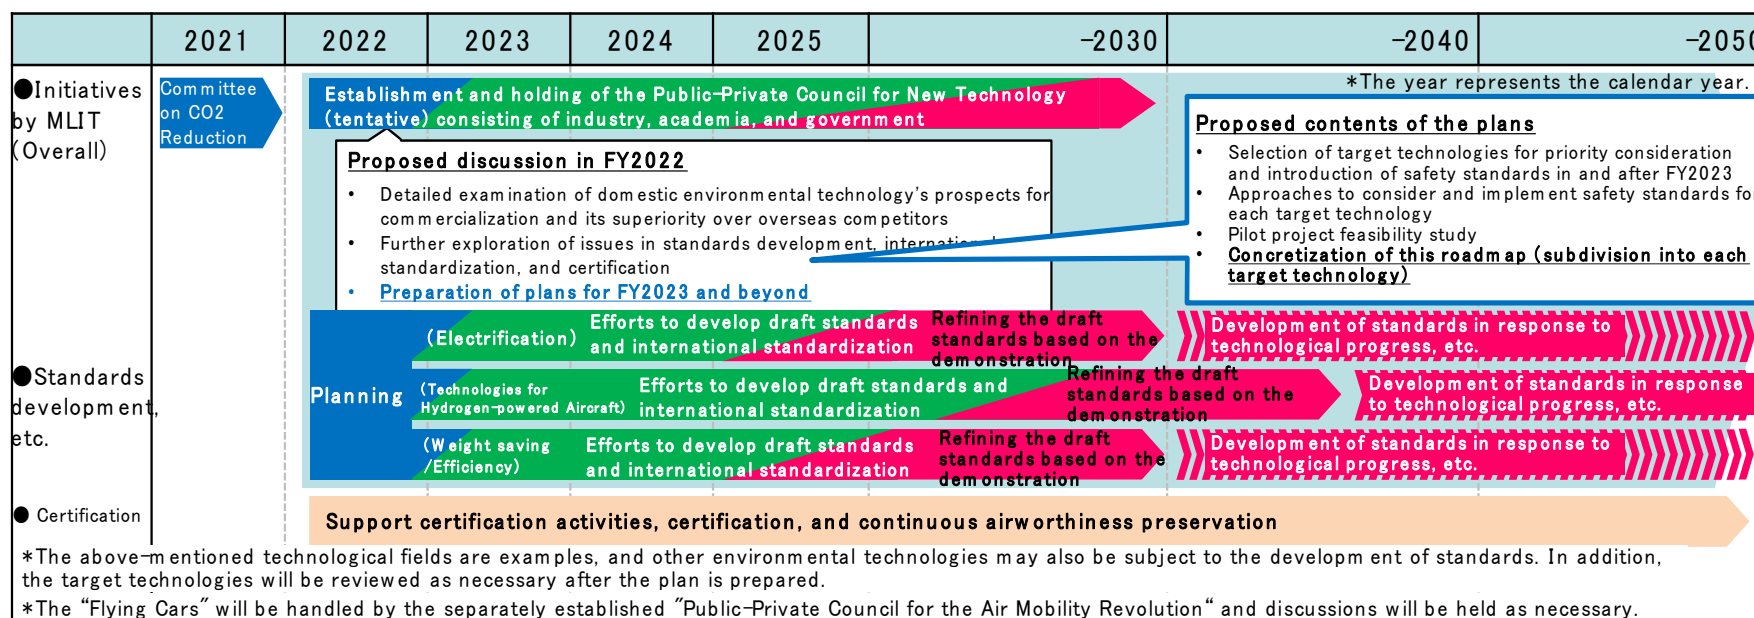 2021 2022 2023 2024 2025 -2030 -2040 -2050
*The year represents the calendar year.
●Initiatives
by MLIT
(Overall)
Committee
on CO2
Reduction
Establishment and holding of the Public-Private Council for New Technology
(tentative) consisting of industry, academia, and government
Proposed discussion in FY2022
• Detailed examination of domestic environmental technology's prospects for
commercialization and its superiority over overseas competitors
• Further exploration of issues in standards development, international
standardization, and certification
• Preparation of plans for FY2023 and beyond
Proposed contents of the plans
• Selection of target technologies for priority consideration
and introduction of safety standards in and after FY2023
• Approaches to consider and implement safety standards for
each target technology
• Pilot project feasibility study
• Concretization of this roadmap (subdivision into each
target technology)
●Standards
development,
etc.
Planning
(Electrification)
Efforts to develop draft standards
and international standardization
Refining the draft
standards based on the
demonstration
Development of standards in response to
technological progress, etc.
(Technologies for
Hydrogen-powered Aircraft)
Efforts to develop draft standards and
international standardization
Refining the draft
standards based on the
demonstration
Development of standards in response
to technological progress, etc.
(Weight saving
/Efficiency)
Efforts to develop draft standards
and international standardization
Refining the draft
standards based on the
demonstration
Development of standards in response to
technological progress, etc.
● Certification
Support certification activities, certification, and continuous airworthiness preservation
*The above-mentioned technological fields are examples, and other environmental technologies may also be subject to the development of standards. In addition,
the target technologies will be reviewed as necessary after the plan is prepared.
*The “Flying Cars" will be handled by the separately established "Public-Private Council for the Air Mobility Revolution“ and discussions will be held as necessary.